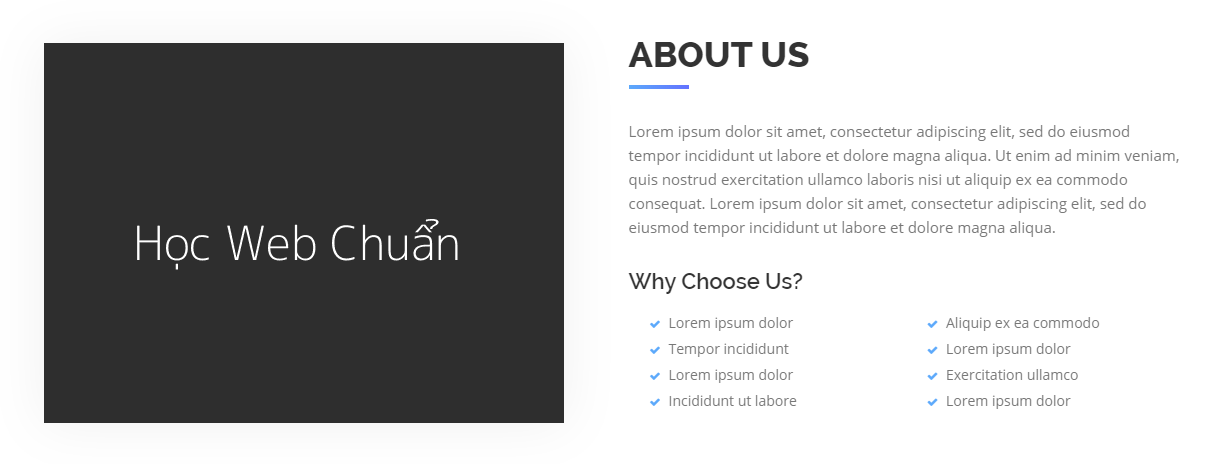 Học Web Chuẩn
ABOUT US
Lorem ipsum dolor sit amet, consectetur adipiscing elit, sed do eiusmod
tempor incididunt ut labore et dolore magna aliqua. Ut enim ad minim veniam,
quis nostrud exercitation ullamco laboris nisi ut aliquip ex ea commodo
consequat. Lorem ipsum dolor sit amet, consectetur adipiscing elit, sed do
eiusmod tempor incididunt ut labore et dolore magna aliqua.
Why Choose Us?
Lorem ipsum dolor
Tempor incididunt
Lorem ipsum dolor
Incididunt ut labore
Aliquip ex ea commodo
Lorem ipsum dolor
Exercitation ullamco
Lorem ipsum dolor